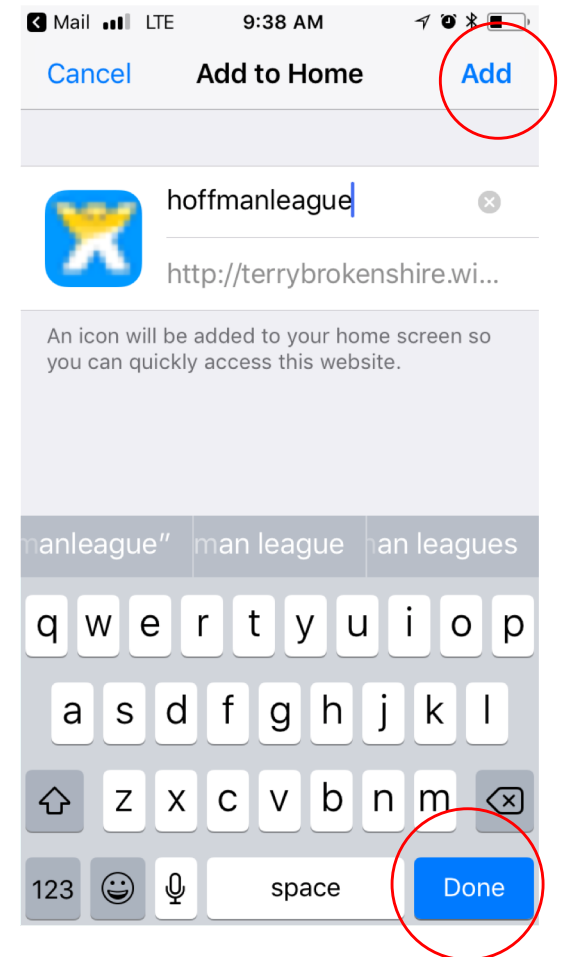 Mail LTE 9:38 AM
Cancel Add to Home Add
hoffmanleague
http://terrybrokenshire.wi...
An icon will be added to your home screen so
you can quickly access this website.
manleague” man league an leagues
q w e r t y u i o p
a s d f g h j k l
z x c v b n m
123 space Done